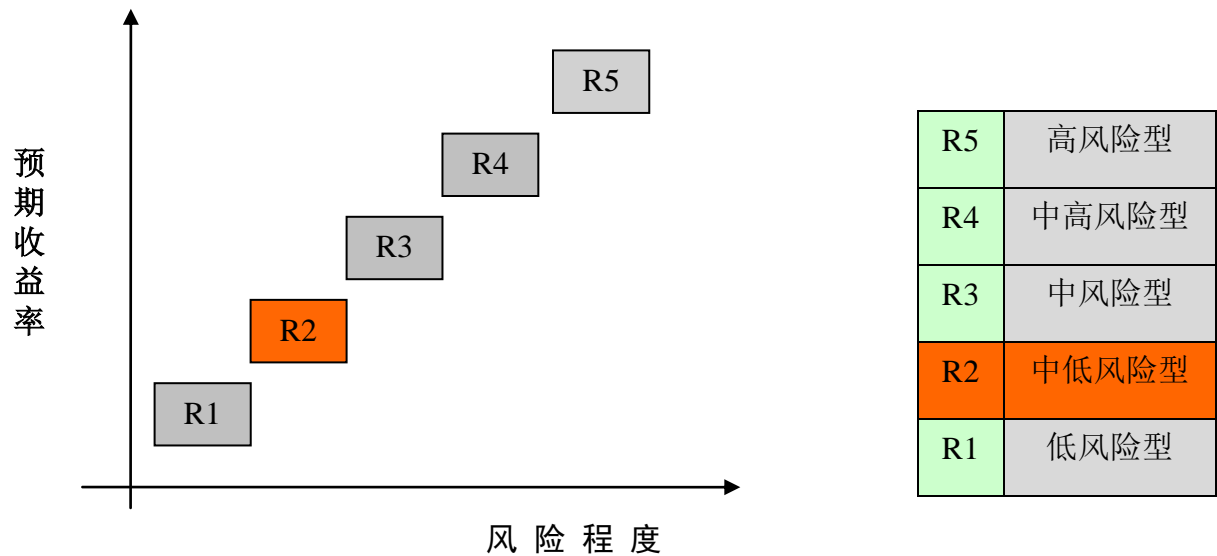 预期收益率
R5
R4
R3
R2
R1
风险程度
R5 高风险型
R4 中高风险型
R3 中风险型
R2 中低风险型
R1 低风险型